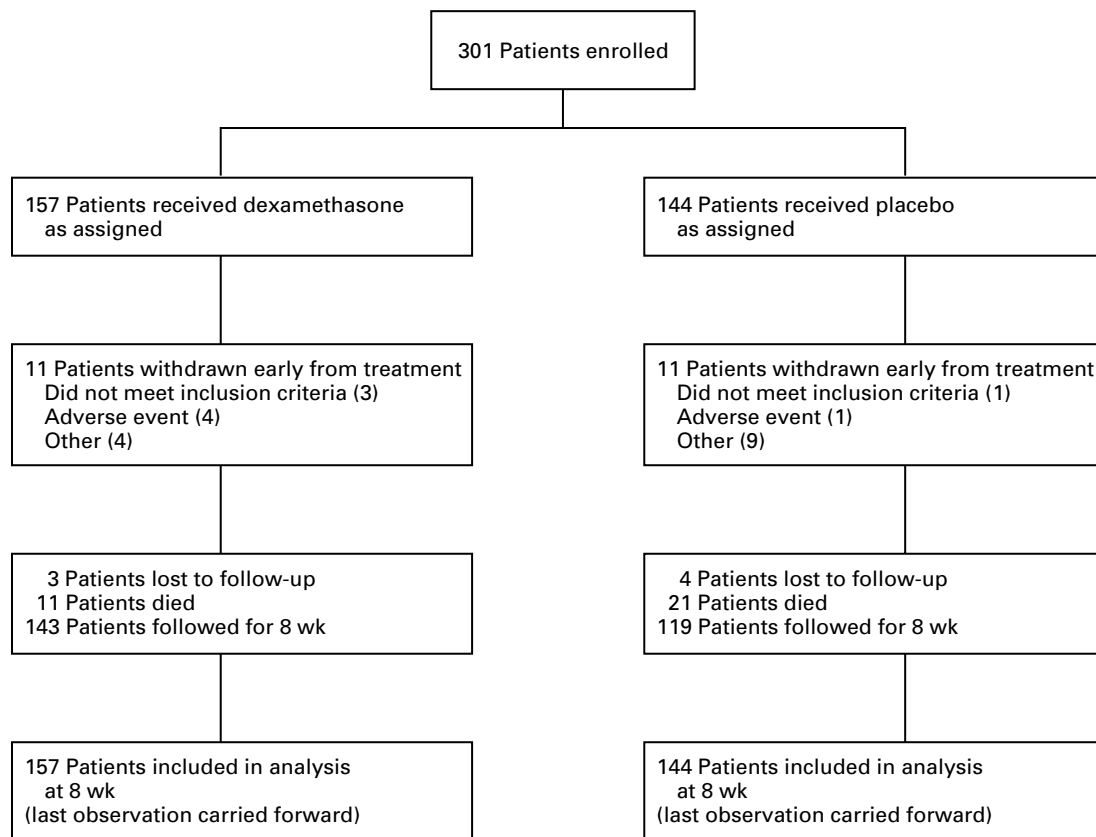 301 Patients enrolled
157 Patients received dexamethasone
as assigned
144 Patients received placebo
as assigned
11 Patients withdrawn early from treatment
Did not meet inclusion criteria (3)
Adverse event (4)
Other (4)
11 Patients withdrawn early from treatment
Did not meet inclusion criteria (1)
Adverse event (1)
Other (9)
3 Patients lost to follow-up
11 Patients died
143 Patients followed for 8 wk
4 Patients lost to follow-up
21 Patients died
119 Patients followed for 8 wk
157 Patients included in analysis
at 8 wk
(last observation carried forward)
144 Patients included in analysis
at 8 wk
(last observation carried forward)